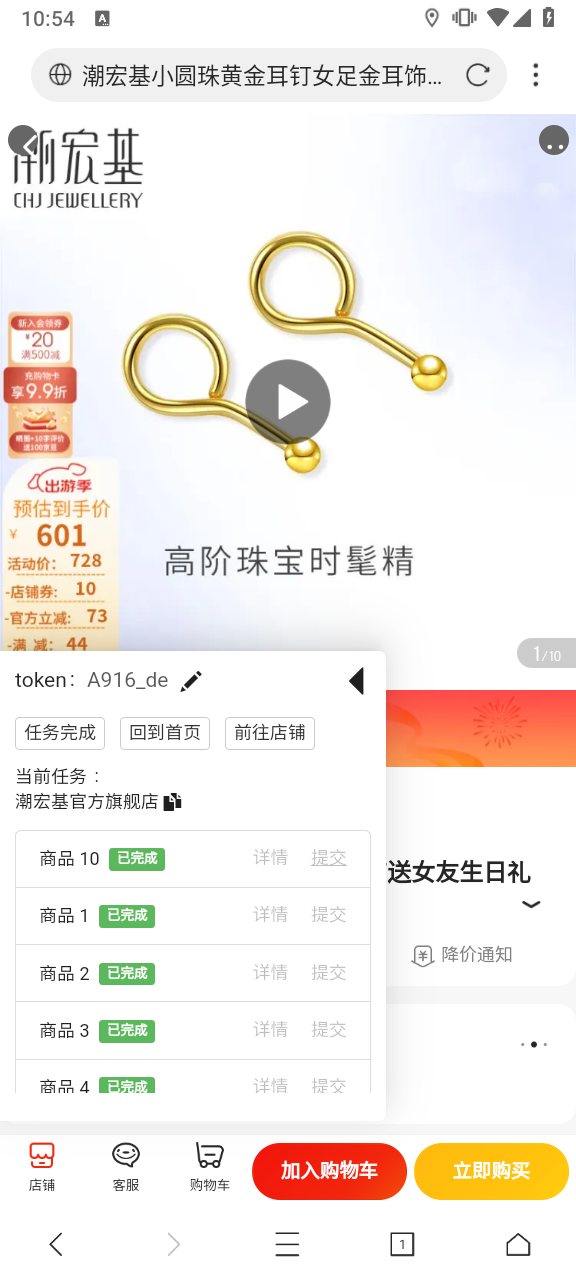 10:54
A
潮宏基小圆珠黄金耳钉女足金耳饰...
潮宏基
CHJ JEWELLERY
新入会领券
¥20
满500减
充购物卡
享9.9折
晒图+10字评价
送100京豆
出游季
预估到手价
¥ 601
活动价: 728
-店铺券: 10
-官方立减: 73
-满 减: 44
高阶珠宝时髦精
1/10
token: A916_de
任务完成 回到首页 前往店铺
当前任务：
潮宏基官方旗舰店
商品 10 已完成 详情 提交
商品 1 已完成 详情 提交
商品 2 已完成 详情 提交
商品 3 已完成 详情 提交
商品 4 已完成 详情 提交
送女友生日礼
降价通知
店铺 客服 购物车 加入购物车 立即购买
1